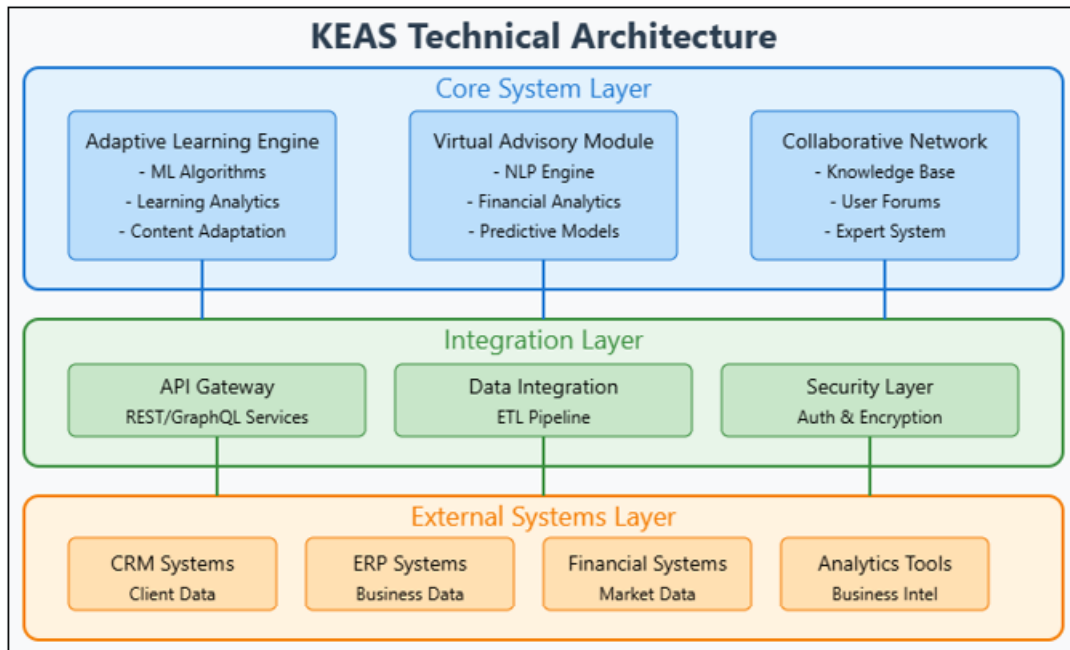 KEAS Technical Architecture
Core System Layer
Adaptive Learning Engine
- ML Algorithms
- Learning Analytics
- Content Adaptation
Virtual Advisory Module
- NLP Engine
- Financial Analytics
- Predictive Models
Collaborative Network
- Knowledge Base
- User Forums
- Expert System
Integration Layer
API Gateway
REST/GraphQL Services
Data Integration
ETL Pipeline
Security Layer
Auth & Encryption
External Systems Layer
CRM Systems
Client Data
ERP Systems
Business Data
Financial Systems
Market Data
Analytics Tools
Business Intel